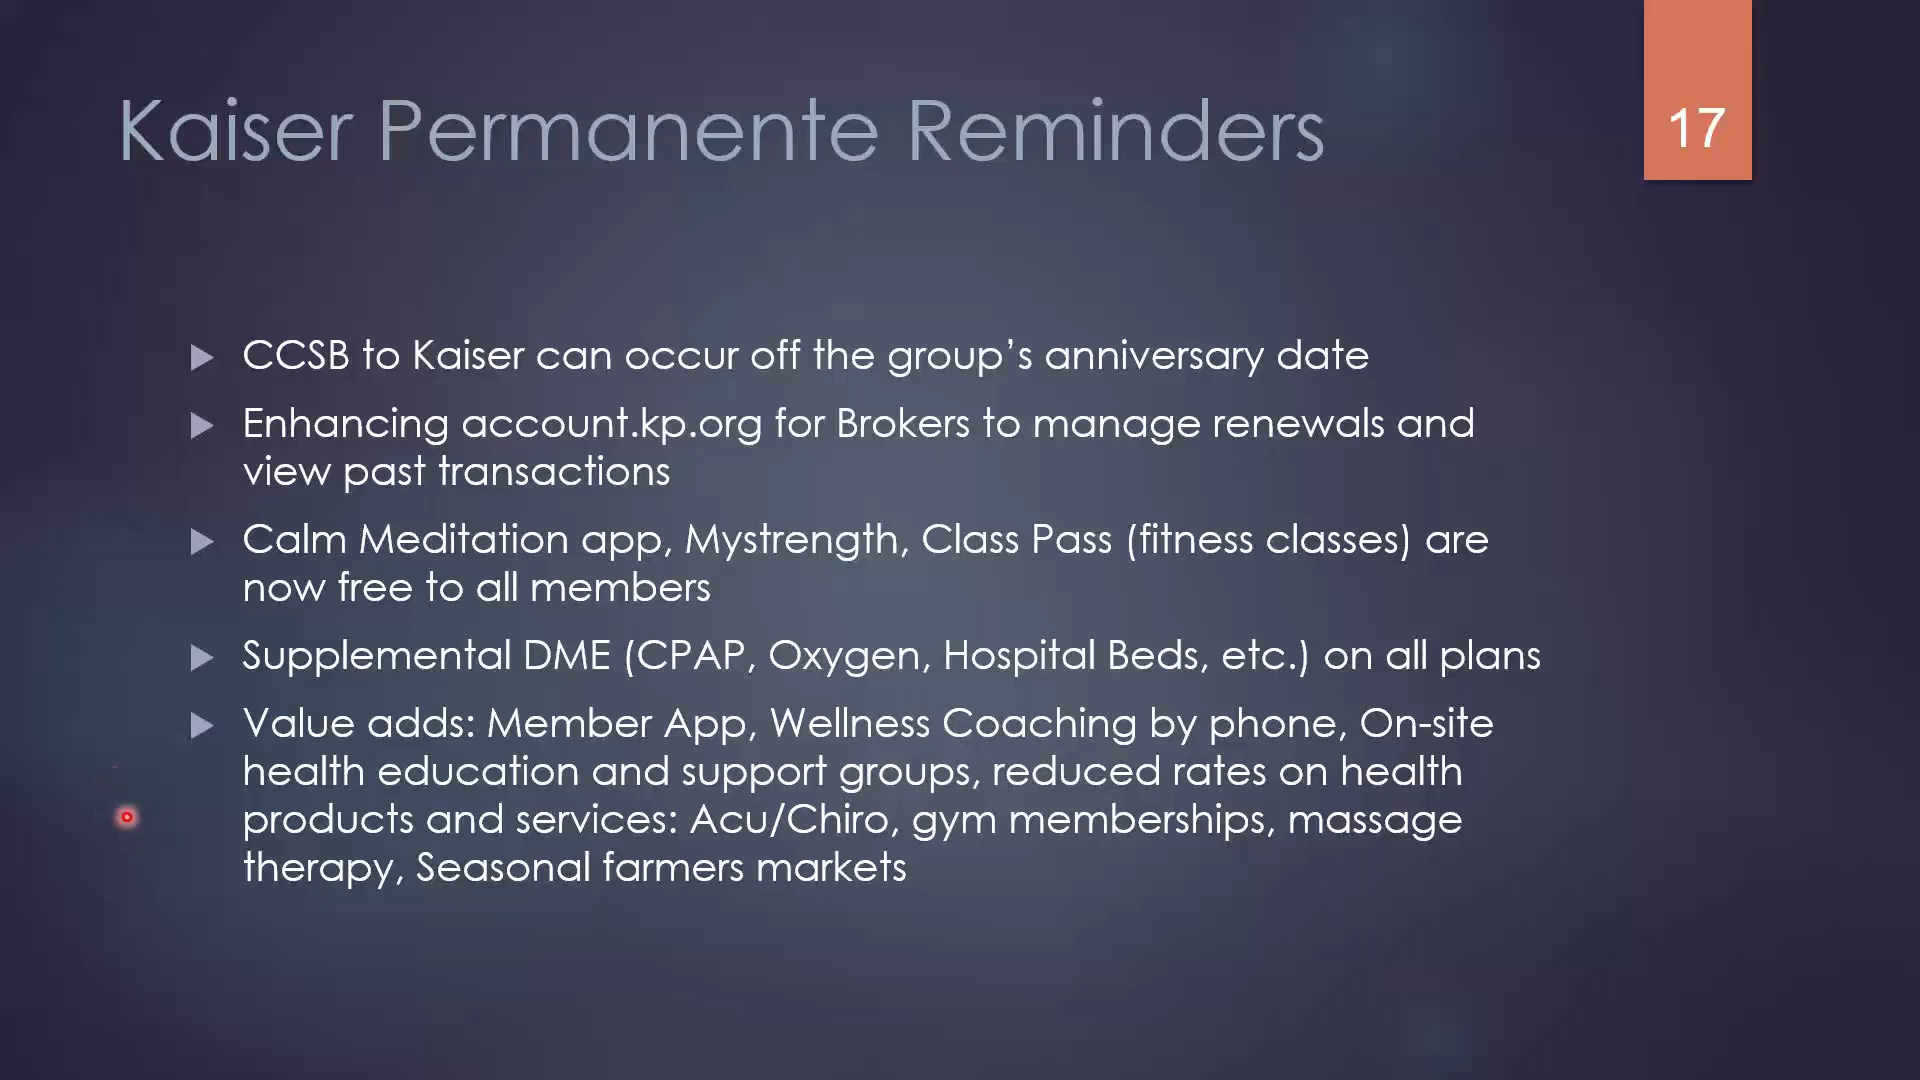 Kaiser Permanente Reminders
17
CCSB to Kaiser can occur off the group’s anniversary date
Enhancing account.kp.org for Brokers to manage renewals and
view past transactions
Calm Meditation app, Mystrength, Class Pass (fitness classes) are
now free to all members
Supplemental DME (CPAP, Oxygen, Hospital Beds, etc.) on all plans
Value adds: Member App, Wellness Coaching by phone, On-site
health education and support groups, reduced rates on health
products and services: Acu/Chiro, gym memberships, massage
therapy, Seasonal farmers markets